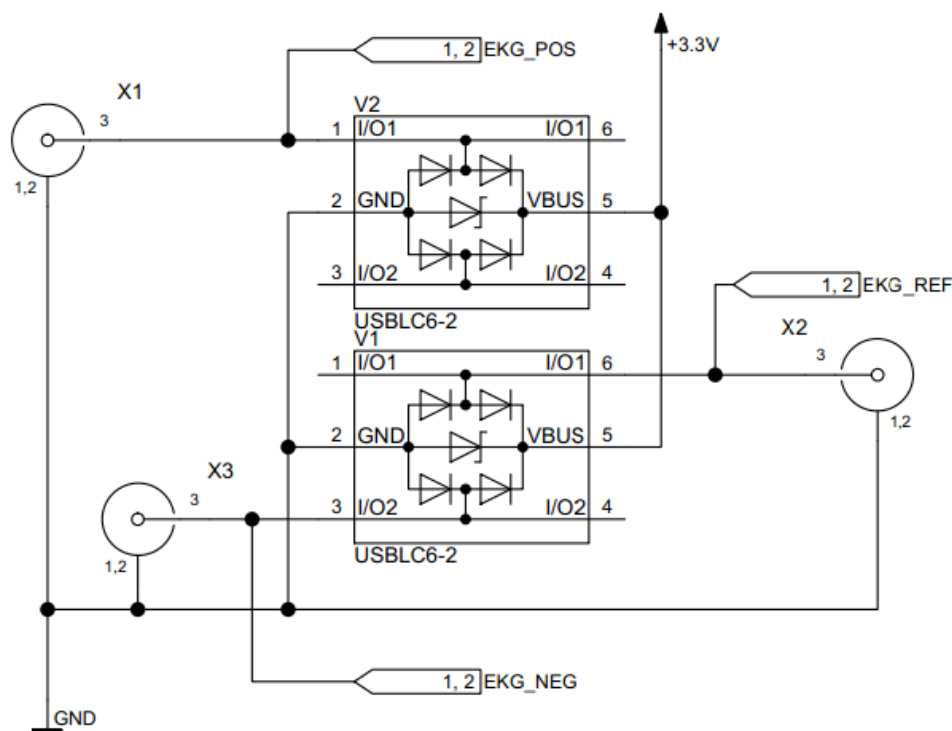 1, 2 EKG_POS
+3.3V
X1
3
1,2
V2
1 I/O1 I/O1 6
2 GND VBUS 5
3 I/O2 I/O2 4
USBLC6-2
1, 2 EKG_REF
X2
3
1,2
V1
1 I/O1 I/O1 6
2 GND VBUS 5
3 I/O2 I/O2 4
USBLC6-2
X3
3
1,2
1, 2 EKG_NEG
GND